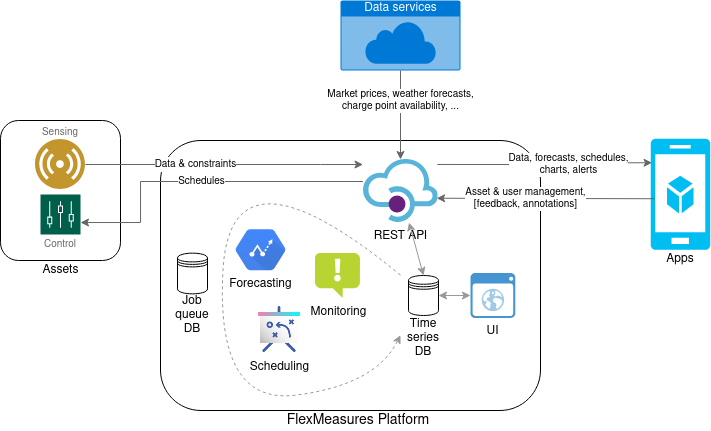 Data services
Market prices, weather forecasts,
charge point availability, ...
Sensing
Control
Assets
Data & constraints
Schedules
Data, forecasts, schedules,
charts, alerts
Asset & user management,
[feedback, annotations]
Apps
REST API
Forecasting
Monitoring
Scheduling
Job
queue
DB
Time
series
DB
UI
FlexMeasures Platform